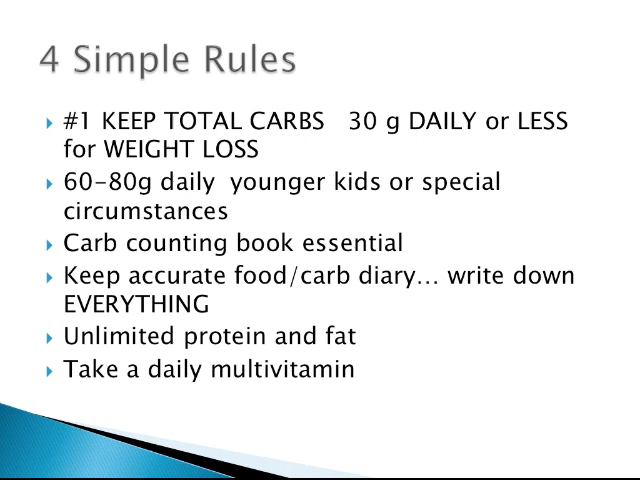 4 Simple Rules
#1 KEEP TOTAL CARBS   30 g DAILY or LESS
for WEIGHT LOSS
60-80g daily  younger kids or special
circumstances
Carb counting book essential
Keep accurate food/carb diary… write down
EVERYTHING
Unlimited protein and fat
Take a daily multivitamin